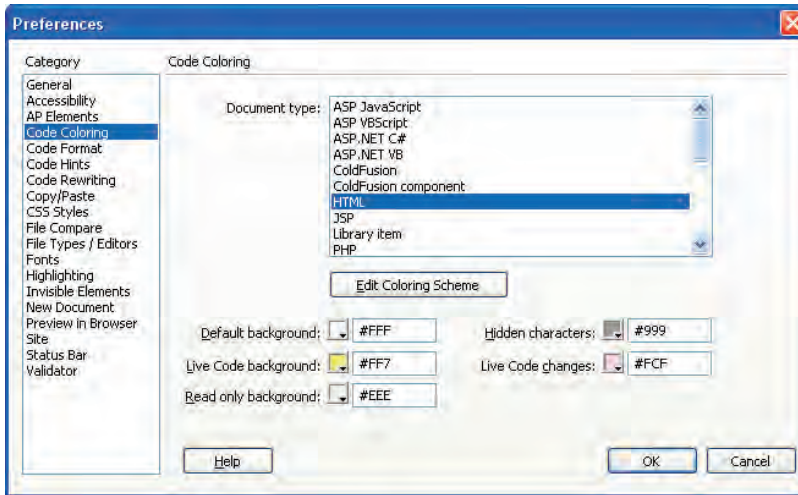 Preferences
Category
General
Accessibility
AP Elements
Code Coloring
Code Format
Code Hints
Code Rewriting
Copy/Paste
CSS Styles
File Compare
File Types / Editors
Fonts
Highlighting
Invisible Elements
New Document
Preview in Browser
Site
Status Bar
Validator
Code Coloring
Document type:
ASP JavaScript
ASP VBScript
ASP.NET C#
ASP.NET VB
ColdFusion
ColdFusion component
HTML
JSP
Library item
PHP
Edit Coloring Scheme
Default background: #FFF
Hidden characters: #999
Live Code background: #FF7
Live Code changes: #FCF
Read only background: #EEE
Help
OK
Cancel